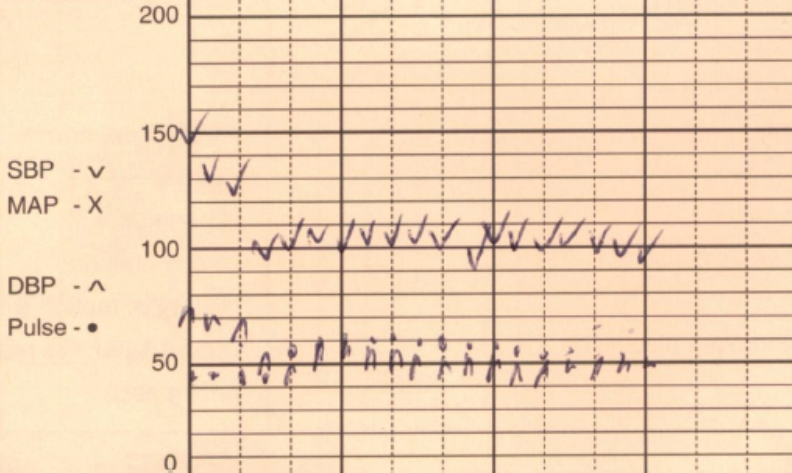 200
150
SBP - ∨
MAP - X
100
DBP - ∧
Pulse - •
50
0